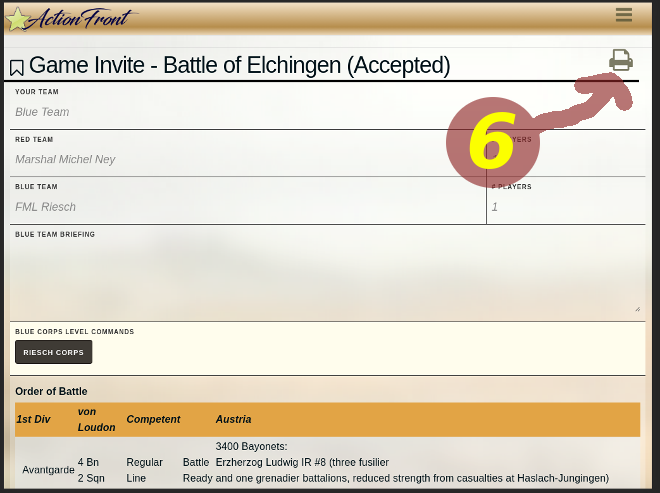 Action Front
Game Invite - Battle of Elchingen (Accepted)
YOUR TEAM
Blue Team
6
RED TEAM
YERS
Marshal Michel Ney
BLUE TEAM
# PLAYERS
FML Riesch
1
BLUE TEAM BRIEFING
BLUE CORPS LEVEL COMMANDS
RIESCH CORPS
Order of Battle
1st Div von Loudon Competent Austria
3400 Bayonets:
Avantgarde 4 Bn Regular Battle Erzherzog Ludwig IR #8 (three fusilier
2 Sqn Line Ready and one grenadier battalions, reduced strength from casualties at Haslach-Jungingen)